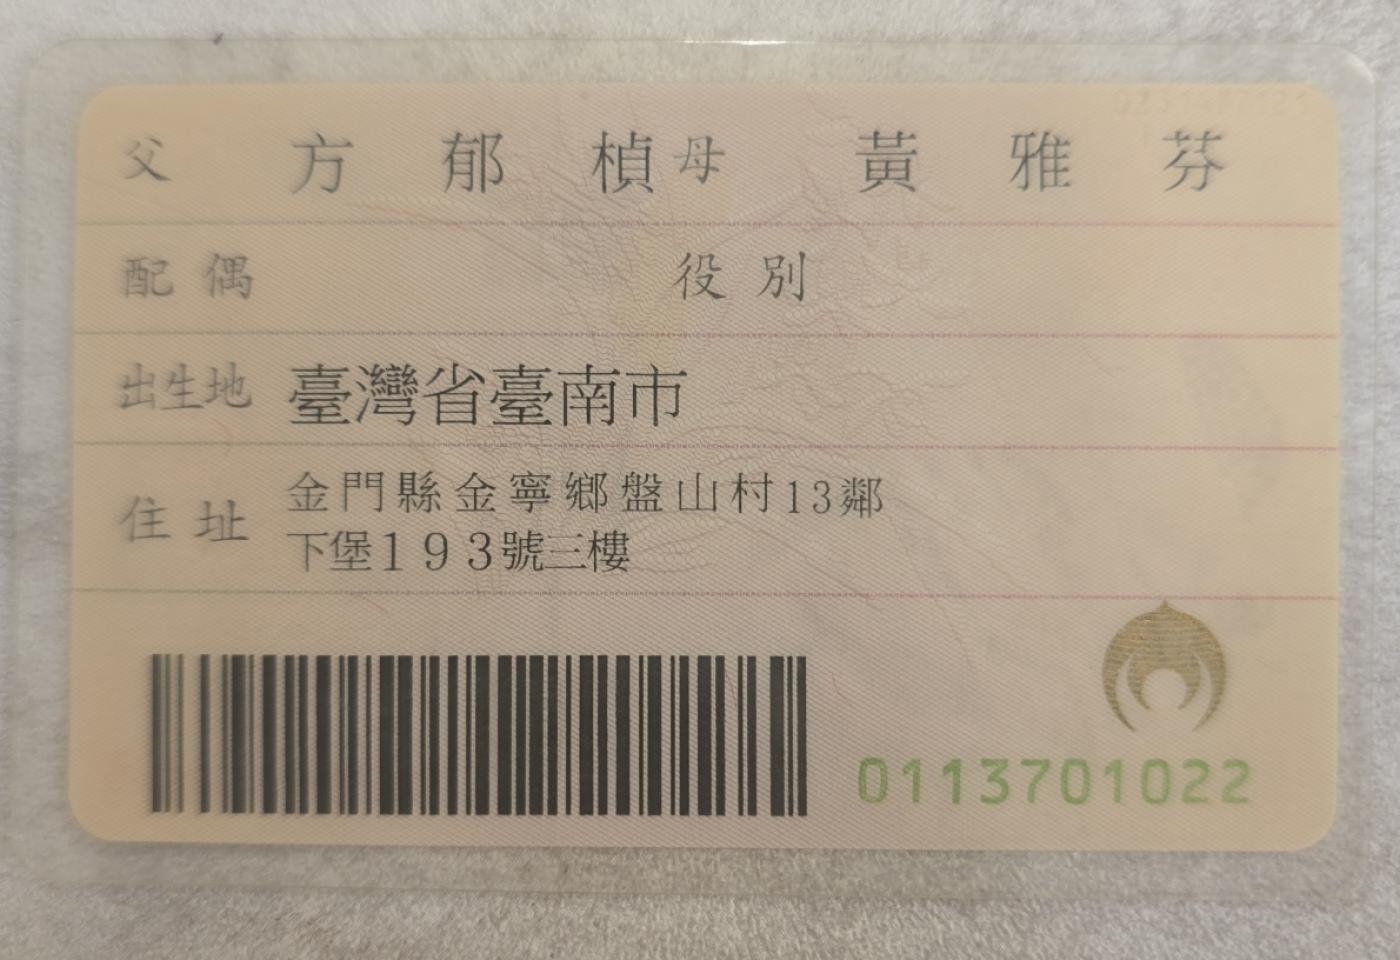 父 方郁楨 母 黃雅芬
配偶 役別
出生地 臺灣省臺南市
住址 金門縣金寧鄉盤山村13鄰
下堡193號三樓
0113701022